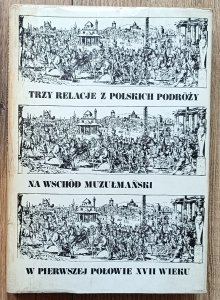 TRZY RELACJE Z POLSKICH PODRÓŻY
NA WSCHÓD MUZUŁMAŃSKI
W PIERWSZEJ POŁOWIE XVII WIEKU